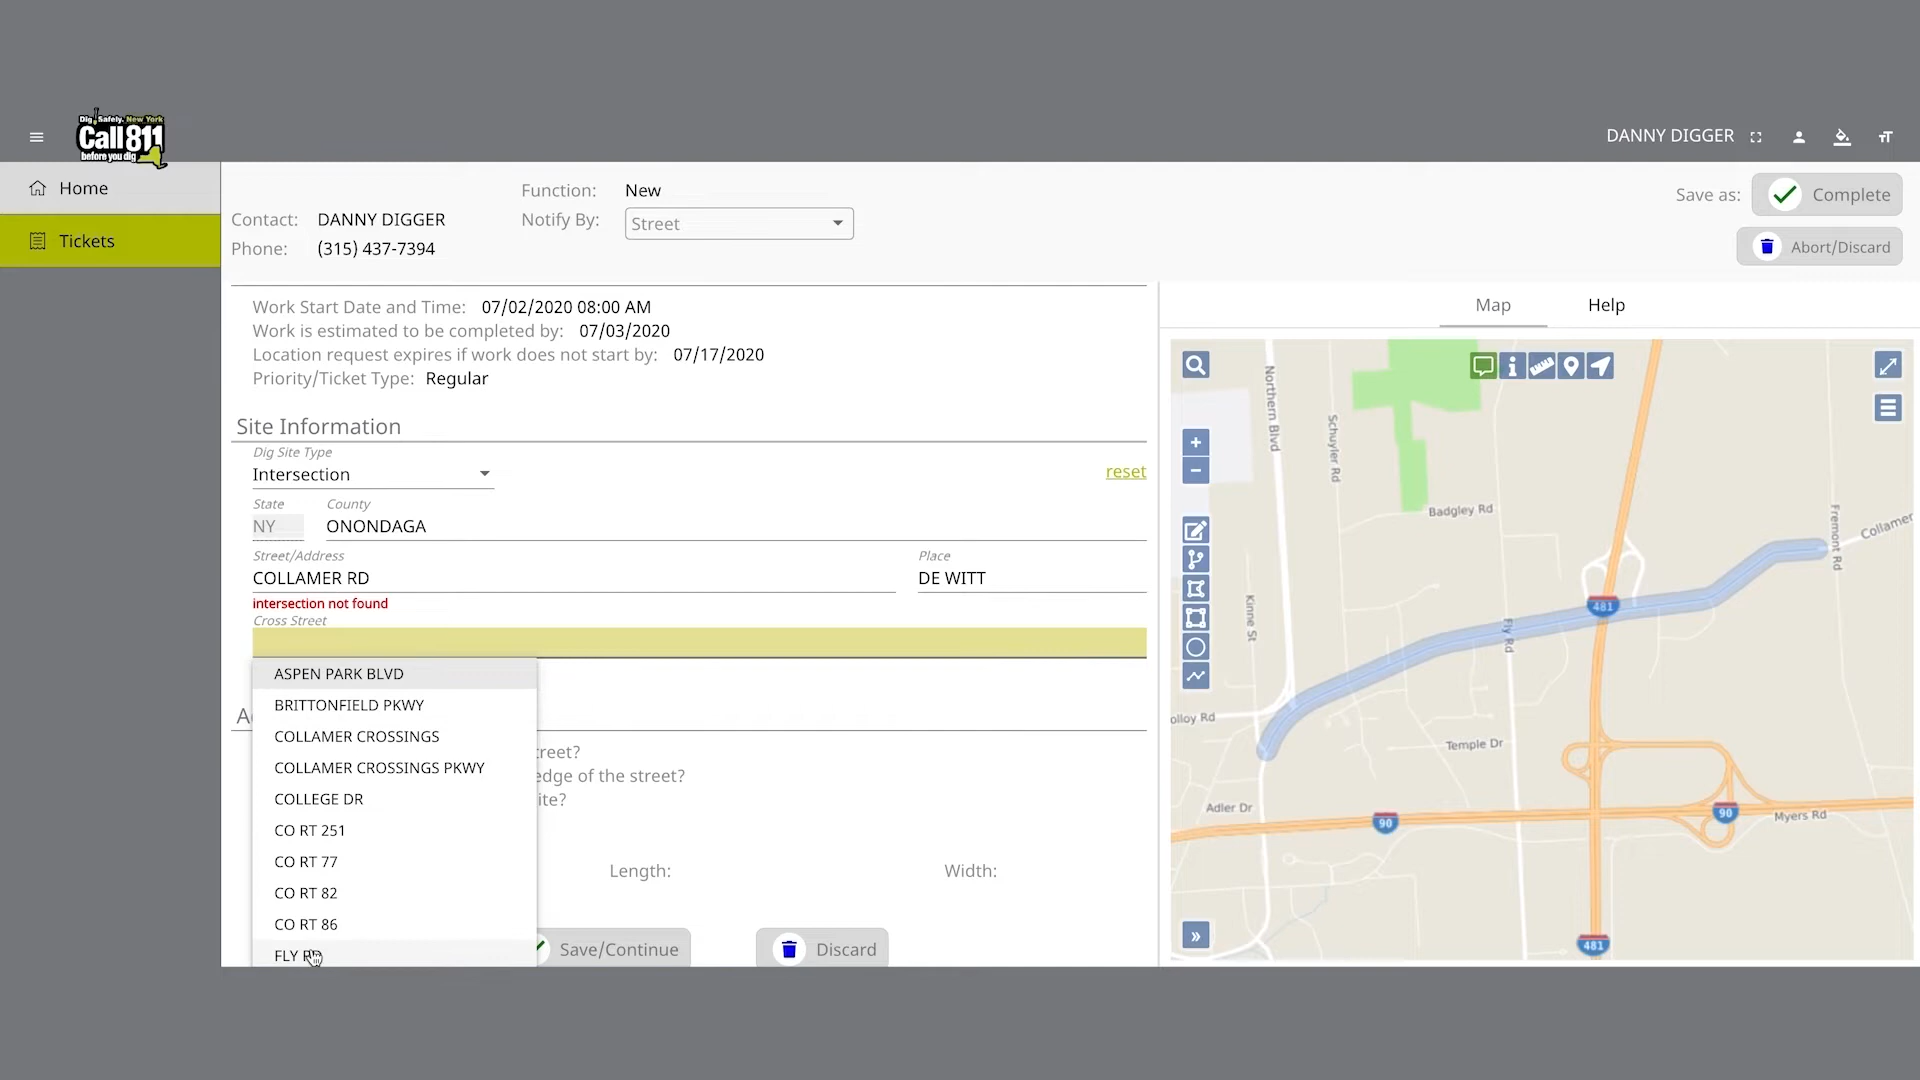 Dig Safely. New York
Call 811
before you dig
DANNY DIGGER
Home
Tickets
Contact: DANNY DIGGER
Phone: (315) 437-7394
Function: New
Notify By: Street
Save as: Complete
Abort/Discard
Work Start Date and Time: 07/02/2020 08:00 AM
Work is estimated to be completed by: 07/03/2020
Location request expires if work does not start by: 07/17/2020
Priority/Ticket Type: Regular
Site Information
Dig Site Type
Intersection
reset
State County
NY ONONDAGA
Street/Address Place
COLLAMER RD DE WITT
intersection not found
Cross Street
ASPEN PARK BLVD
BRITTONFIELD PKWY
COLLAMER CROSSINGS
COLLAMER CROSSINGS PKWY
COLLEGE DR
CO RT 251
CO RT 77
CO RT 82
CO RT 86
FLY
A
treet?
edge of the street?
ite?
Length: Width:
Save/Continue
Discard
Map Help
Northern Blvd
Schuyler Rd
Badgley Rd
Fremont Rd
Collamer
Kinne St
Fly Rd
481
olloy Rd
Temple Dr
Adler Dr
90
90
Myers Rd
481